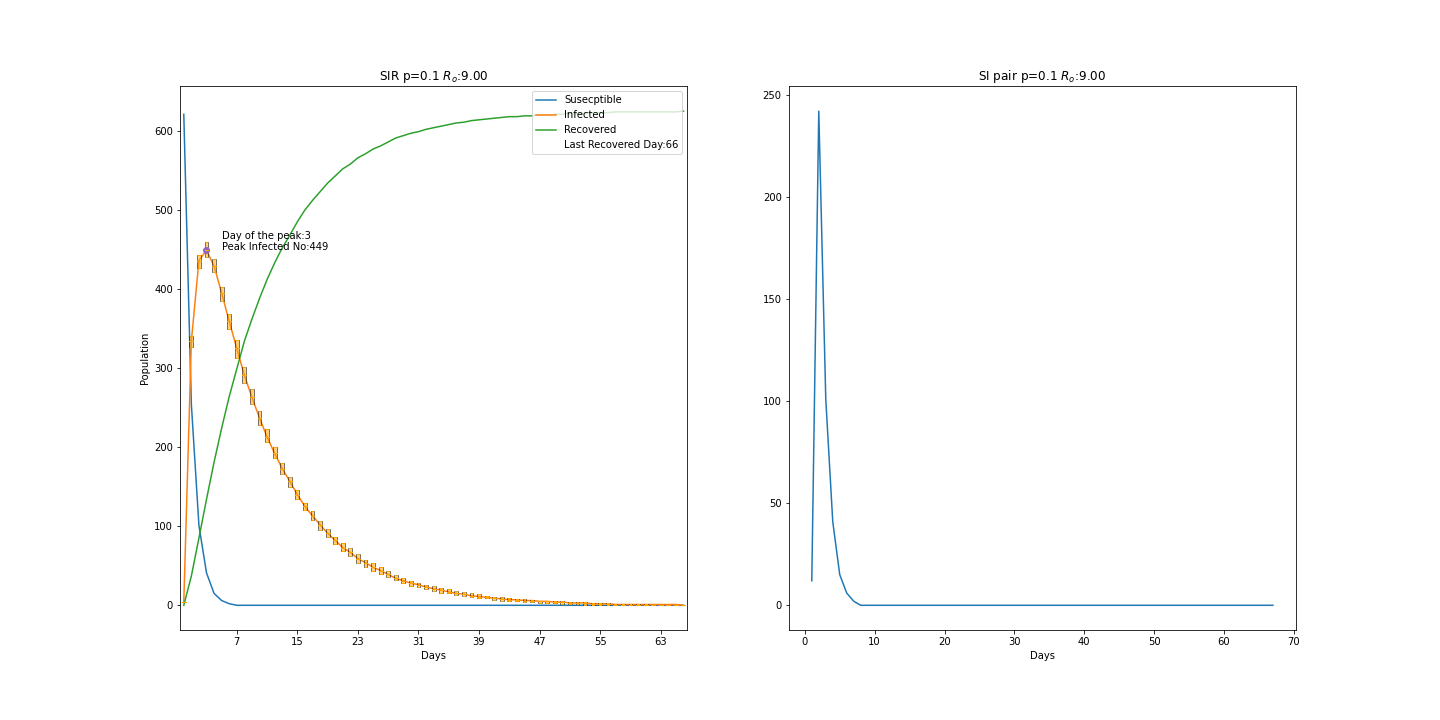 SIR p=0.1 Rₒ:9.00
Susecptible
Infected
Recovered
Last Recovered Day:66
Day of the peak:3
Peak Infected No:449
Population
600
500
400
300
200
100
0
7 15 23 31 39 47 55 63
Days
SI pair p=0.1 Rₒ:9.00
250
200
150
100
50
0
0 10 20 30 40 50 60 70
Days